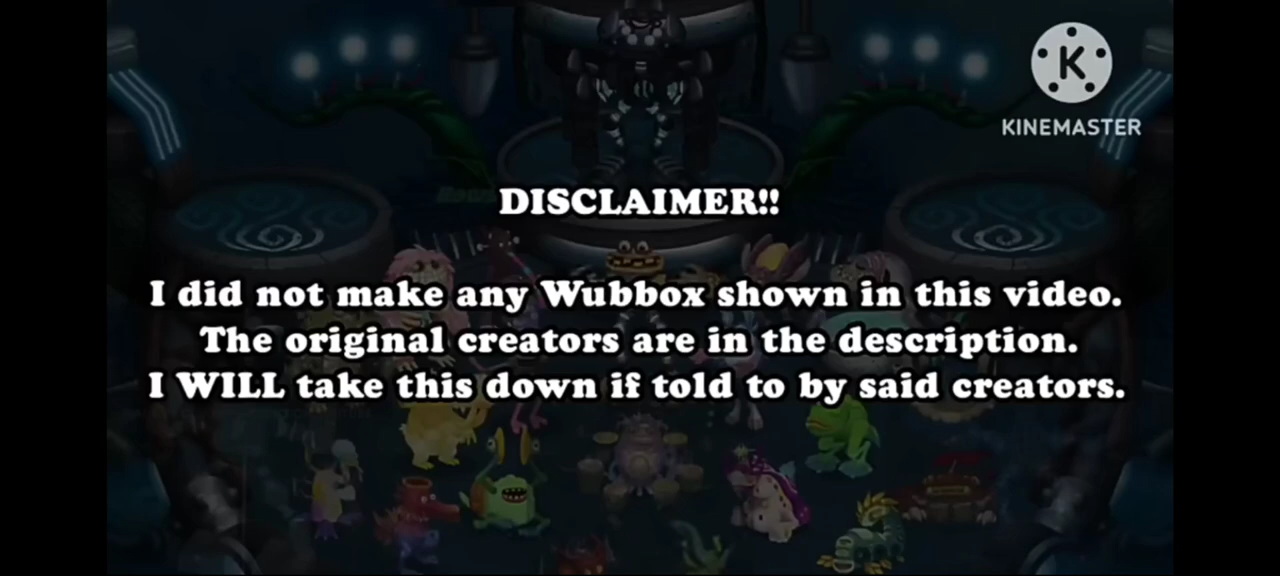 K
KINEMASTER
DISCLAIMER!!
I did not make any Wubbox shown in this video.
The original creators are in the description.
I WILL take this down if told to by said creators.